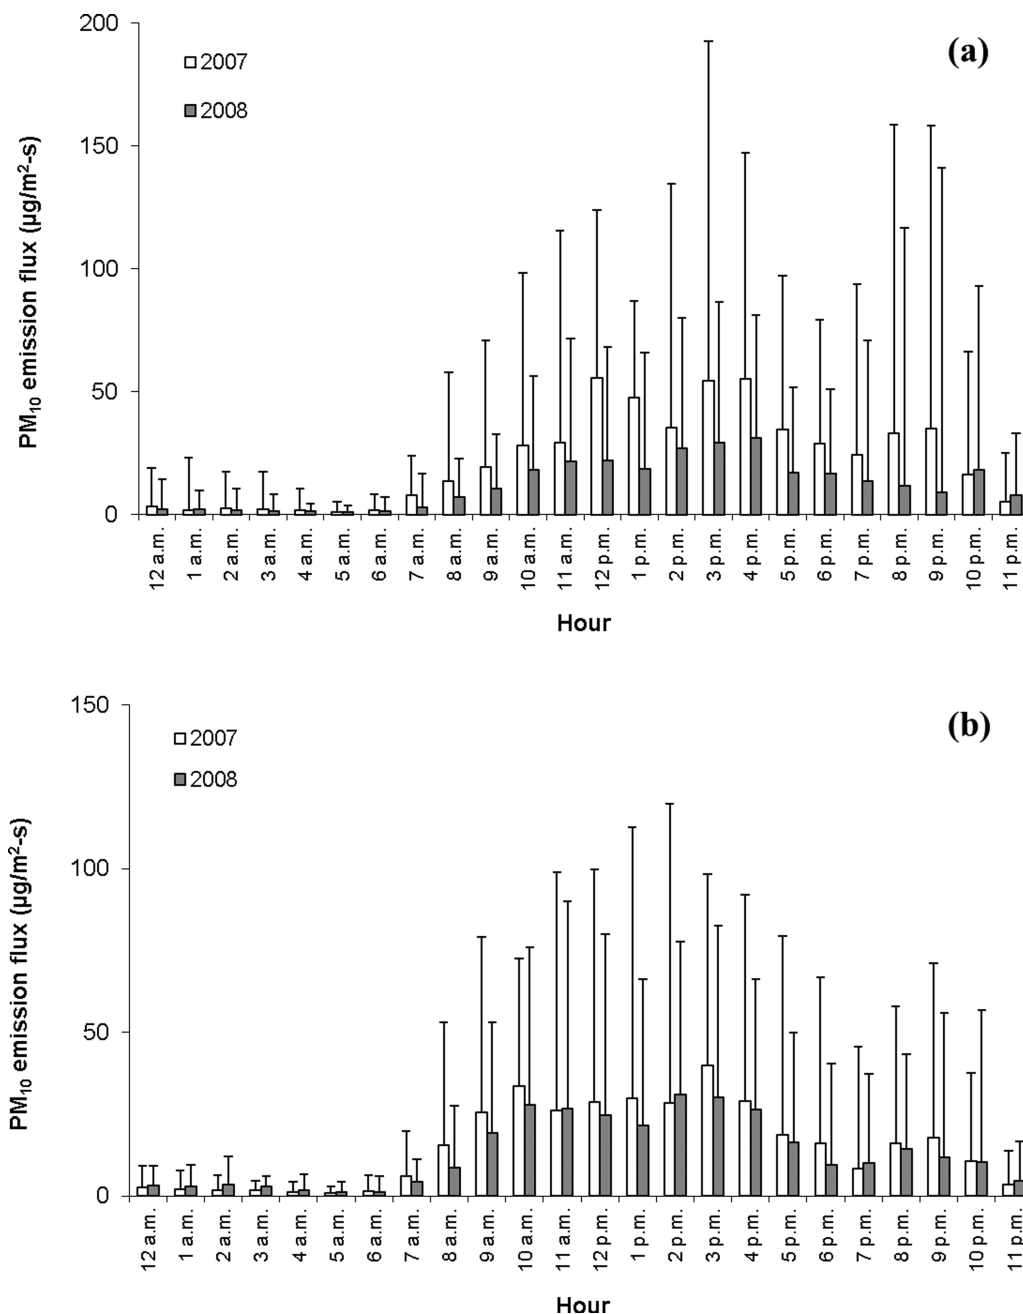 200
(a)
2007
2008
150
100
50
0
PM₁₀ emission flux (µg/m²-s)
12 a.m.
1 a.m.
2 a.m.
3 a.m.
4 a.m.
5 a.m.
6 a.m.
7 a.m.
8 a.m.
9 a.m.
10 a.m.
11 a.m.
12 p.m.
1 p.m.
2 p.m.
3 p.m.
4 p.m.
5 p.m.
6 p.m.
7 p.m.
8 p.m.
9 p.m.
10 p.m.
11 p.m.
Hour
150
(b)
2007
2008
100
50
0
PM₁₀ emission flux (µg/m²-s)
12 a.m.
1 a.m.
2 a.m.
3 a.m.
4 a.m.
5 a.m.
6 a.m.
7 a.m.
8 a.m.
9 a.m.
10 a.m.
11 a.m.
12 p.m.
1 p.m.
2 p.m.
3 p.m.
4 p.m.
5 p.m.
6 p.m.
7 p.m.
8 p.m.
9 p.m.
10 p.m.
11 p.m.
Hour